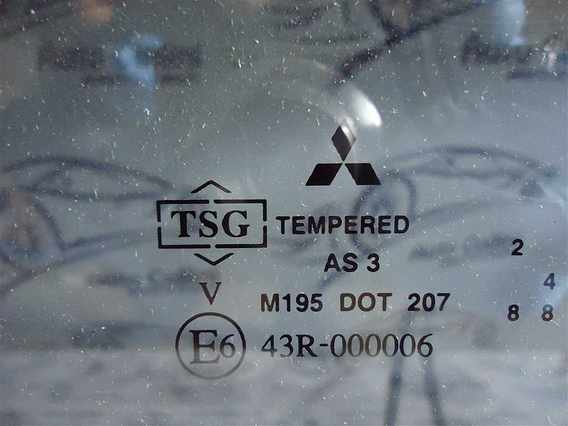 TSG TEMPERED
AS 3
2
4
V
M195 DOT 207
8 8
E6 43R-000006